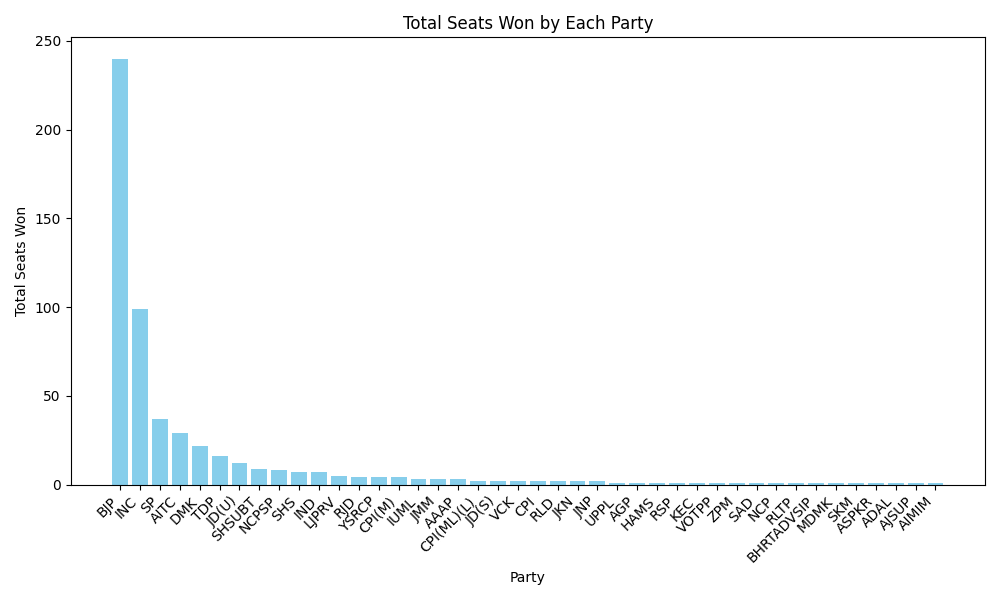 Total Seats Won by Each Party
Total Seats Won
250
200
150
100
50
0
BJP
INC
SP
AITC
DMK
TDP
JD(U)
SHSUBT
NCPSP
SHS
IND
LJPRV
RJD
YSRCP
CPI(M)
IUML
JMM
AAAP
CPI(ML)(L)
JD(S)
VCK
CPI
RLD
JKN
JNP
UPPL
AGP
HAMS
RSP
KEC
VOTPP
ZPM
SAD
NCP
RLTP
BHRTADVSIP
MDMK
SKM
ASPKR
ADAL
AJSUP
AIMIM
Party